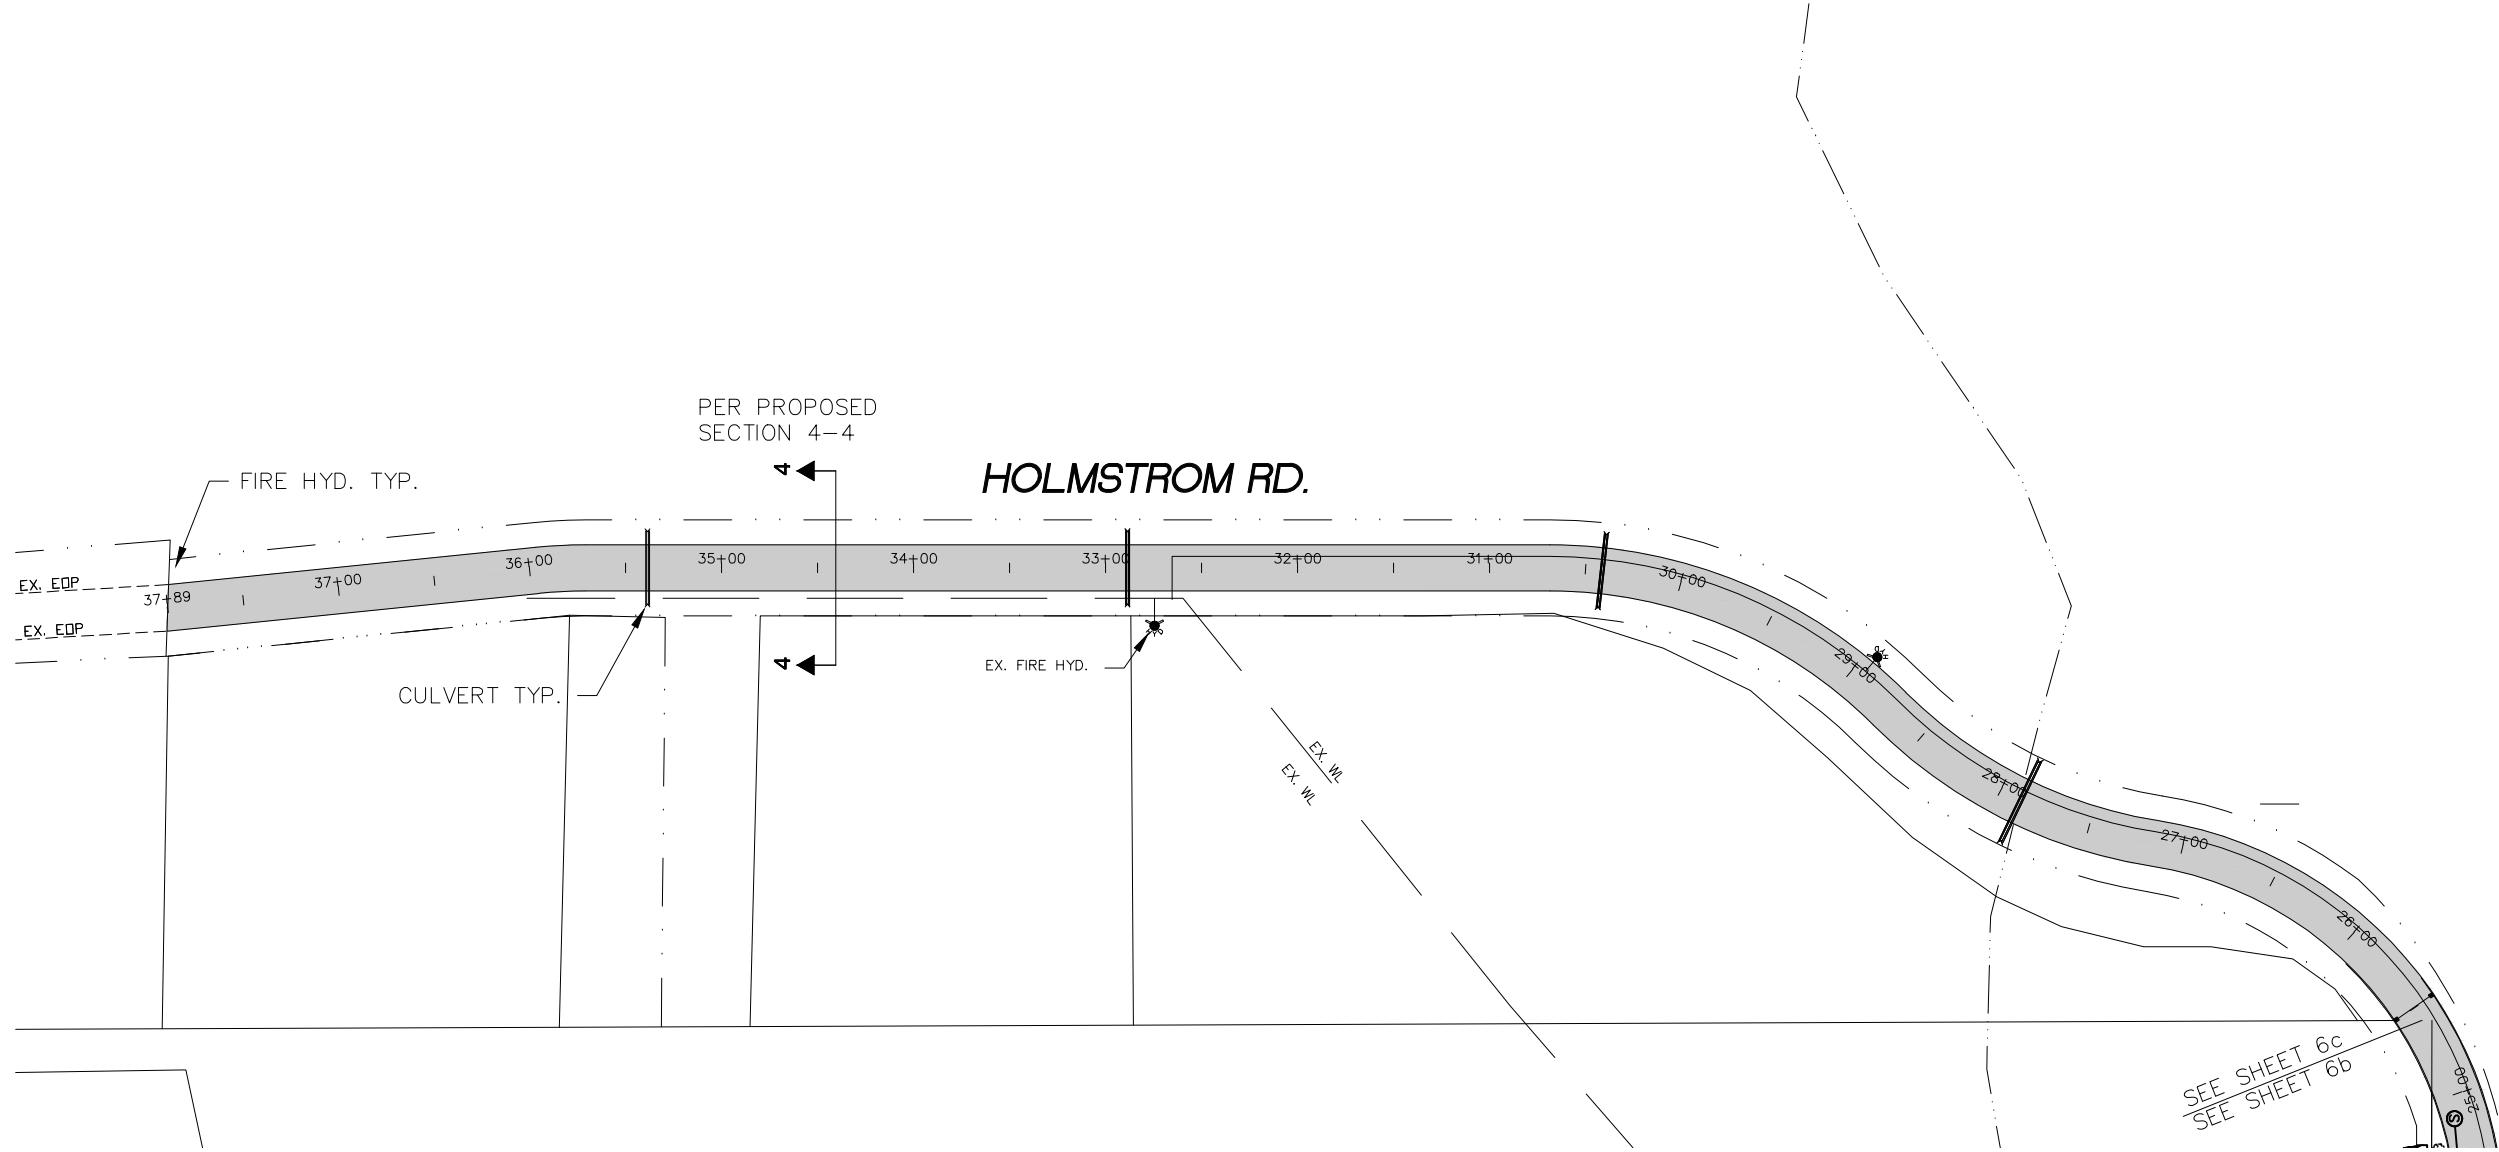 PER PROPOSED
SECTION 4-4
4
HOLMSTROM RD.
FIRE HYD. TYP.
EX. EOP
EX. EOP
37+89
37+00
36+00
35+00
34+00
33+00
32+00
31+00
30+00
29+00
28+00
27+00
26+00
25+00
4
EX. FIRE HYD.
CULVERT TYP.
EX. WL
EX. WL
SEE SHEET 6c
SEE SHEET 6b
S